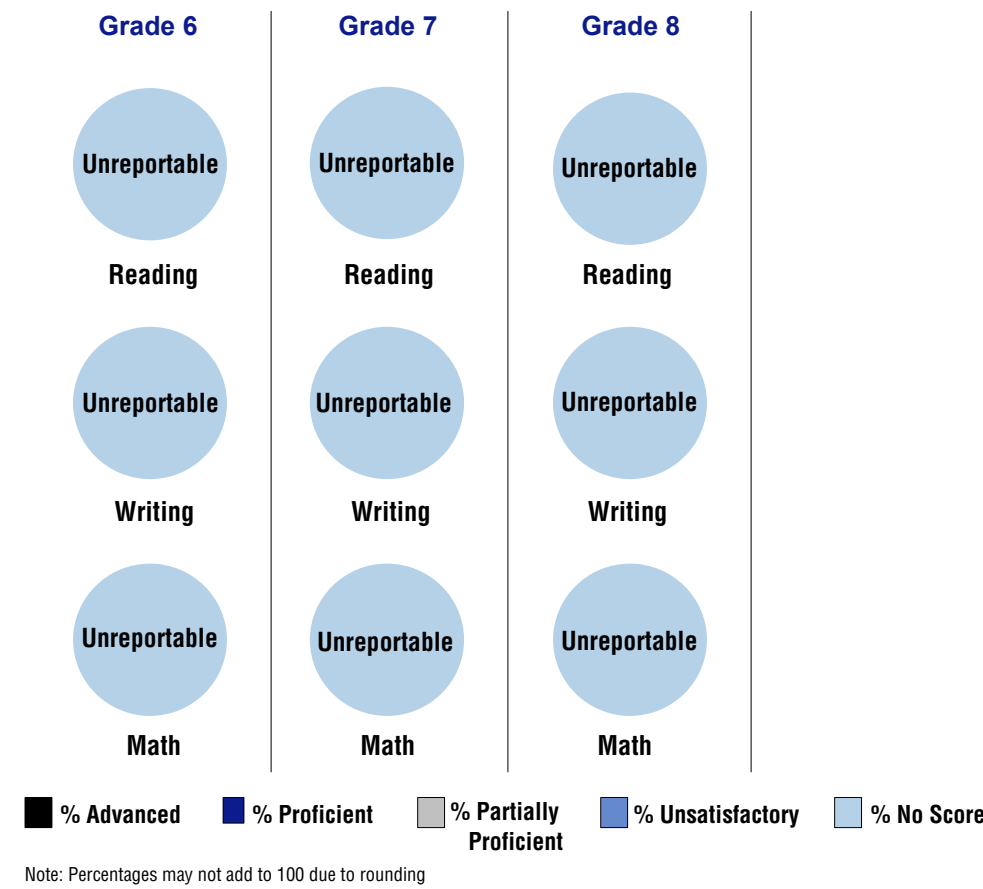 Grade 6 Grade 7 Grade 8
Unreportable Unreportable Unreportable
Reading Reading Reading
Unreportable Unreportable Unreportable
Writing Writing Writing
Unreportable Unreportable Unreportable
Math Math Math
% Advanced % Proficient % Partially Proficient % Unsatisfactory % No Score
Note: Percentages may not add to 100 due to rounding